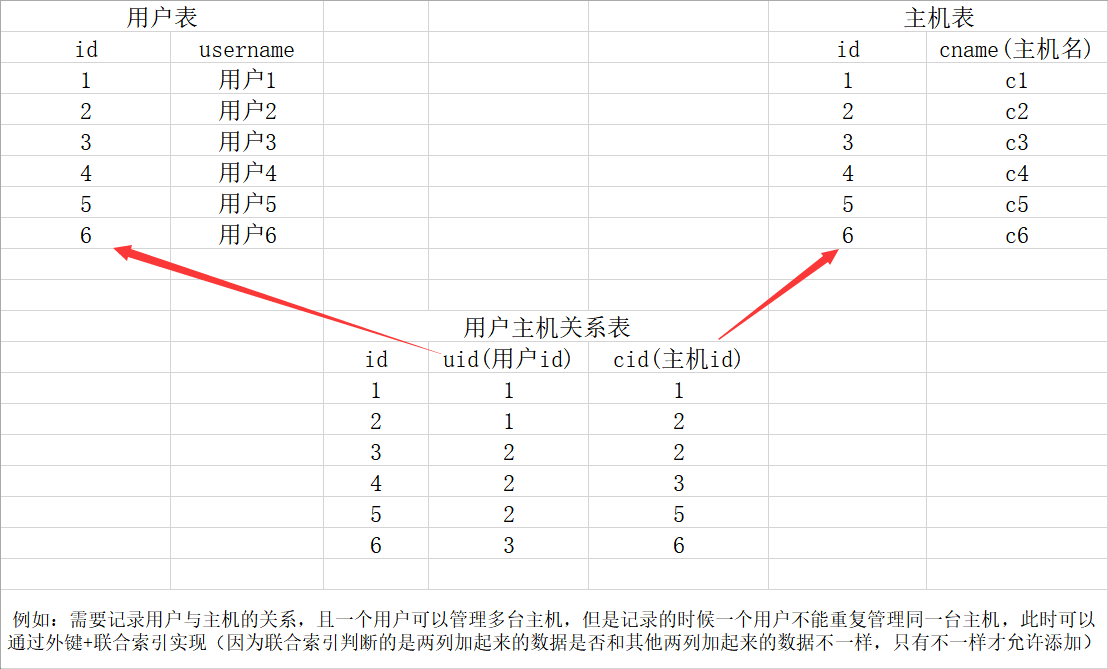 用户表 主机表
id username id cname(主机名)
1 用户1 1 c1
2 用户2 2 c2
3 用户3 3 c3
4 用户4 4 c4
5 用户5 5 c5
6 用户6 6 c6
用户主机关系表
id uid(用户id) cid(主机id)
1 1 1
2 1 2
3 2 2
4 2 3
5 2 5
6 3 6
例如：需要记录用户与主机的关系，且一个用户可以管理多台主机，但是记录的时候一个用户不能重复管理同一台主机，此时可以
通过外键+联合索引实现（因为联合索引判断的是两列加起来的数据是否和其他两列加起来的数据不一样，只有不一样才允许添加）